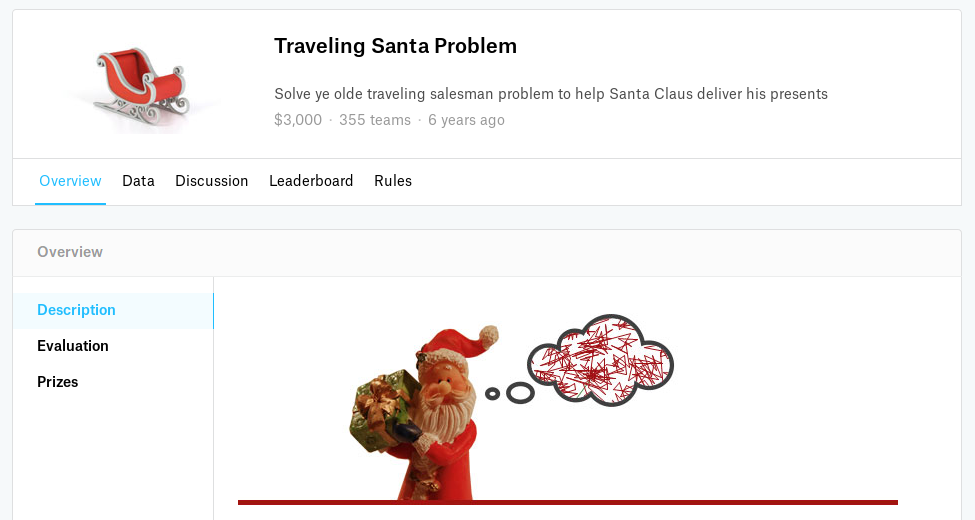 Traveling Santa Problem
Solve ye olde traveling salesman problem to help Santa Claus deliver his presents
$3,000 · 355 teams · 6 years ago
Overview Data Discussion Leaderboard Rules
Overview
Description
Evaluation
Prizes